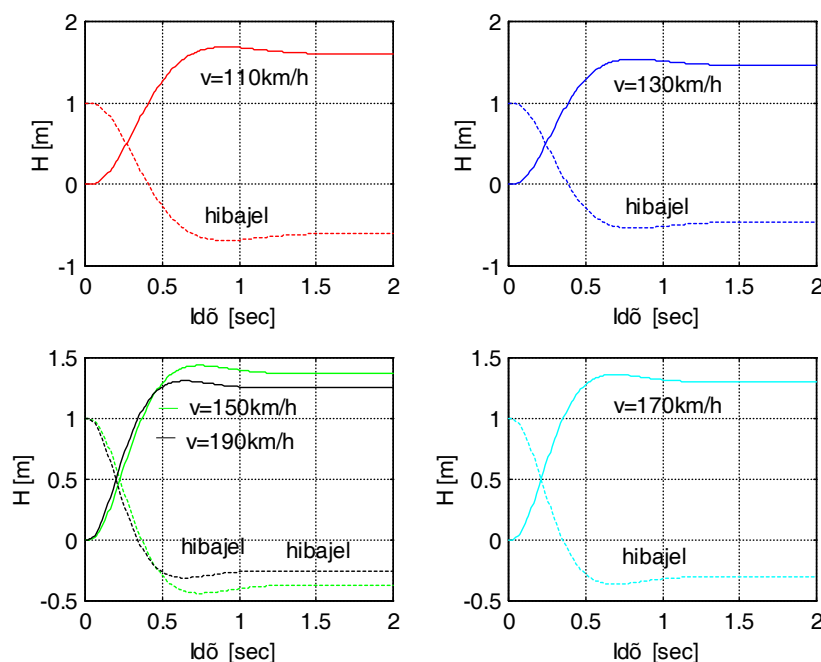 2
1
0
-1
H [m]
v=110km/h
hibajel
0 0.5 1 1.5 2
Idõ [sec]
2
1
0
-1
H [m]
v=130km/h
hibajel
0 0.5 1 1.5 2
Idõ [sec]
1.5
1
0.5
0
-0.5
H [m]
v=150km/h
v=190km/h
hibajel hibajel
0 0.5 1 1.5 2
Idõ [sec]
1.5
1
0.5
0
-0.5
H [m]
v=170km/h
hibajel
0 0.5 1 1.5 2
Idõ [sec]